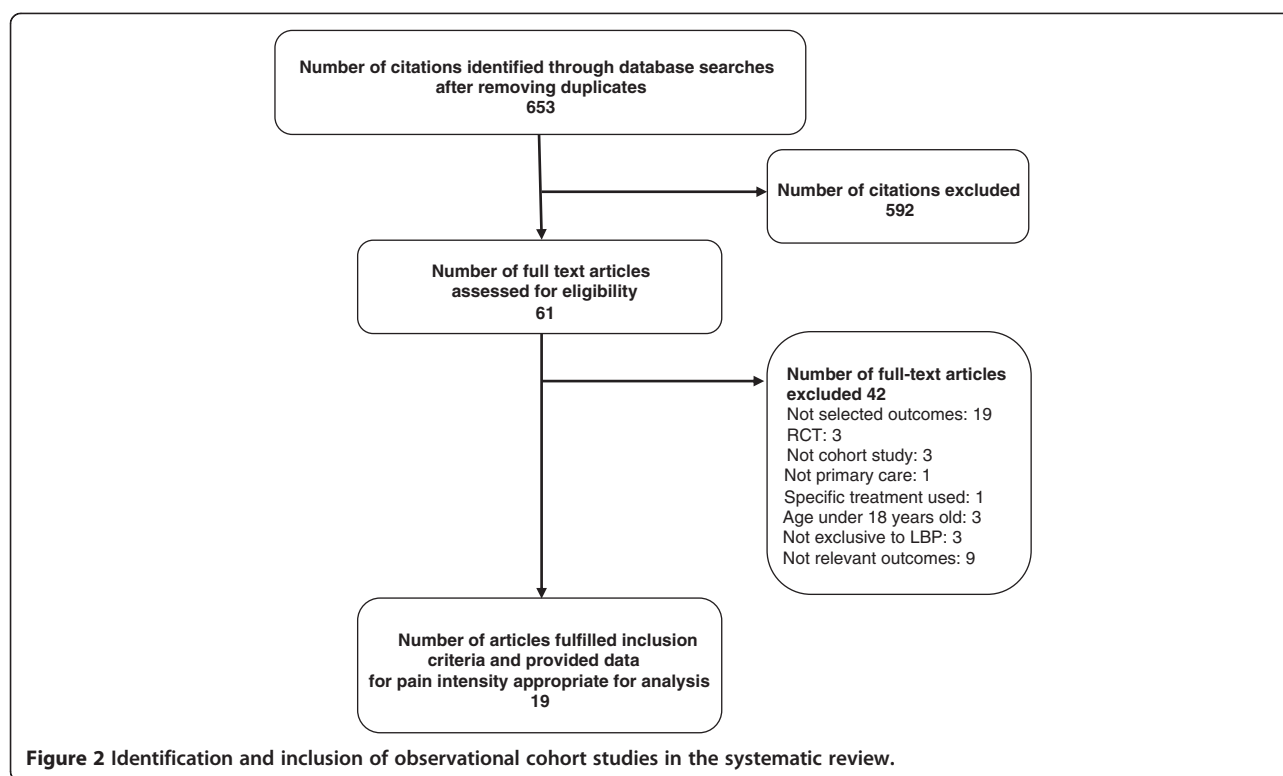 Number of citations identified through database searches
after removing duplicates
653
Number of citations excluded
592
Number of full text articles
assessed for eligibility
61
Number of full-text articles
excluded 42
Not selected outcomes: 19
RCT: 3
Not cohort study: 3
Not primary care: 1
Specific treatment used: 1
Age under 18 years old: 3
Not exclusive to LBP: 3
Not relevant outcomes: 9
Number of articles fulfilled inclusion
criteria and provided data
for pain intensity appropriate for analysis
19
Figure 2 Identification and inclusion of observational cohort studies in the systematic review.